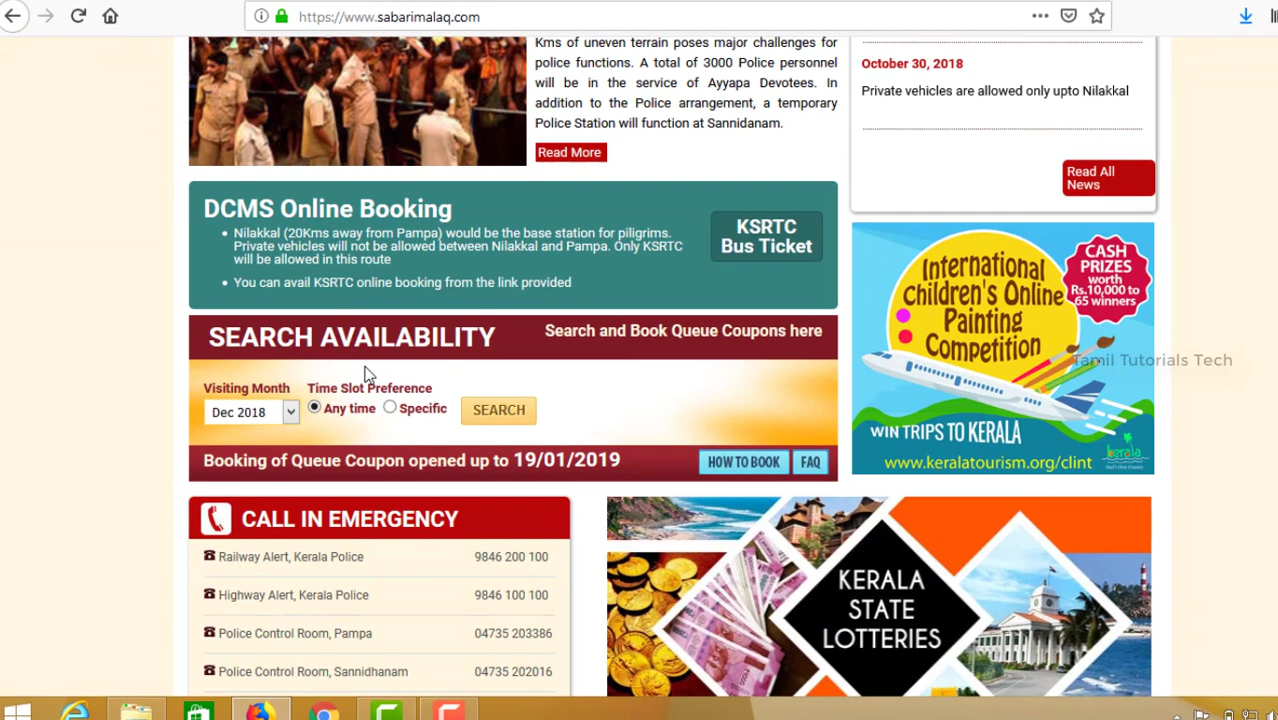 https://www.sabarimalaq.com
Kms of uneven terrain poses major challenges for
police functions. A total of 3000 Police personnel
will be in the service of Ayyapa Devotees. In
addition to the Police arrangement, a temporary
Police Station will function at Sannidanam.
Read More
October 30, 2018
Private vehicles are allowed only upto Nilakkal
Read All
News
DCMS Online Booking
Nilakkal (20Kms away from Pampa) would be the base station for piligrims.
Private vehicles will not be allowed between Nilakkal and Pampa. Only KSRTC
will be allowed in this route
You can avail KSRTC online booking from the link provided
KSRTC
Bus Ticket
SEARCH AVAILABILITY
Search and Book Queue Coupons here
Visiting Month
Time Slot Preference
Dec 2018
Any time
Specific
SEARCH
Booking of Queue Coupon opened up to 19/01/2019
HOW TO BOOK
FAQ
International
Children's Online
Painting
Competition
CASH
PRIZES
worth
Rs.10,000 to
65 winners
Tamil Tutorials Tech
WIN TRIPS TO KERALA
www.keralatourism.org/clint
CALL IN EMERGENCY
Railway Alert, Kerala Police 9846 200 100
Highway Alert, Kerala Police 9846 100 100
Police Control Room, Pampa 04735 203386
Police Control Room, Sannidhanam 04735 202016
KERALA
STATE
LOTTERIES